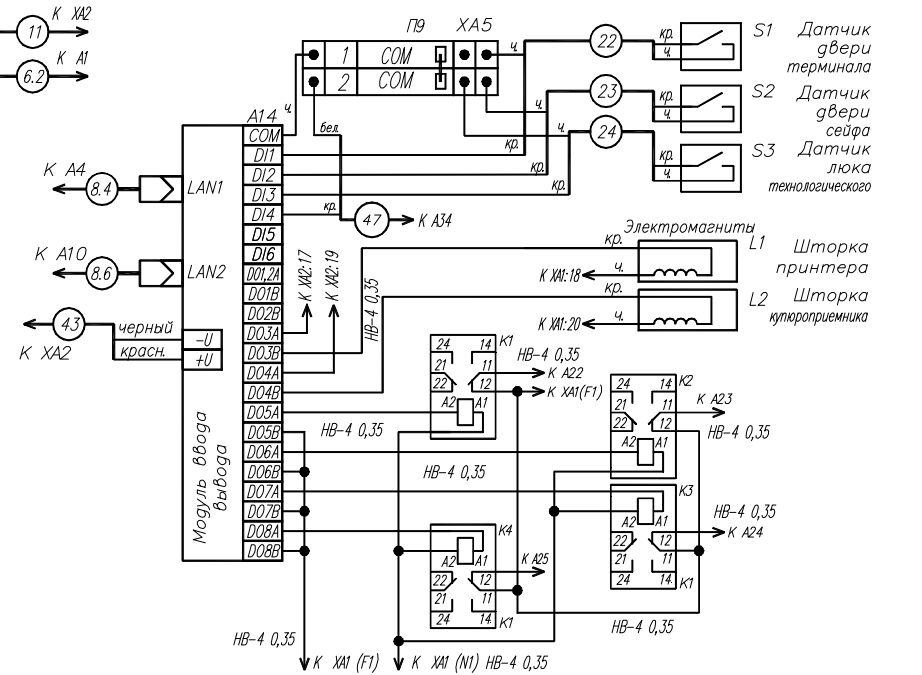 К ХА2
11
К А1
6.2
П9 ХА5
1 СОМ
2 СОМ
ч.
ч.
бел.
кр.
22
кр.
ч.
S1 Датчик
двери
терминала
23
кр.
ч.
S2 Датчик
двери
сейфа
24
кр.
ч.
S3 Датчик
люка
технологического
ч.
кр.
ч.
кр.
кр.
47
К А34
А14
COM
DI1
DI2
DI3
DI4
DI5
DI6
DO1,2A
DO1B
DO2B
DO3A
DO3B
DO4A
DO4B
DO5A
DO5B
DO6A
DO6B
DO7A
DO7B
DO8A
DO8B
LAN1
LAN2
-U
+U
Модуль ввода
вывода
К А4
8.4
К А10
8.6
43
К ХА2
черный
красн.
К ХА2:17
К ХА2:19
НВ-4 0,35
Электромагниты
кр.
ч.
К ХА1:18
L1 Шторка
принтера
кр.
ч.
К ХА1:20
L2 Шторка
купюроприемника
К1
24 14
21 11
22 12
А2 А1
НВ-4 0,35
К А22
К ХА1(F1)
НВ-4 0,35
К2
24 14
21 11
22 12
А2 А1
К А23
НВ-4 0,35
НВ-4 0,35
К3
А2 А1
22 12
21 11
24 14
К1
НВ-4 0,35
К А24
К4
А2 А1
22 12
21 11
24 14
К1
К А25
НВ-4 0,35
НВ-4 0,35
К ХА1 (F1)
К ХА1 (N1) НВ-4 0,35